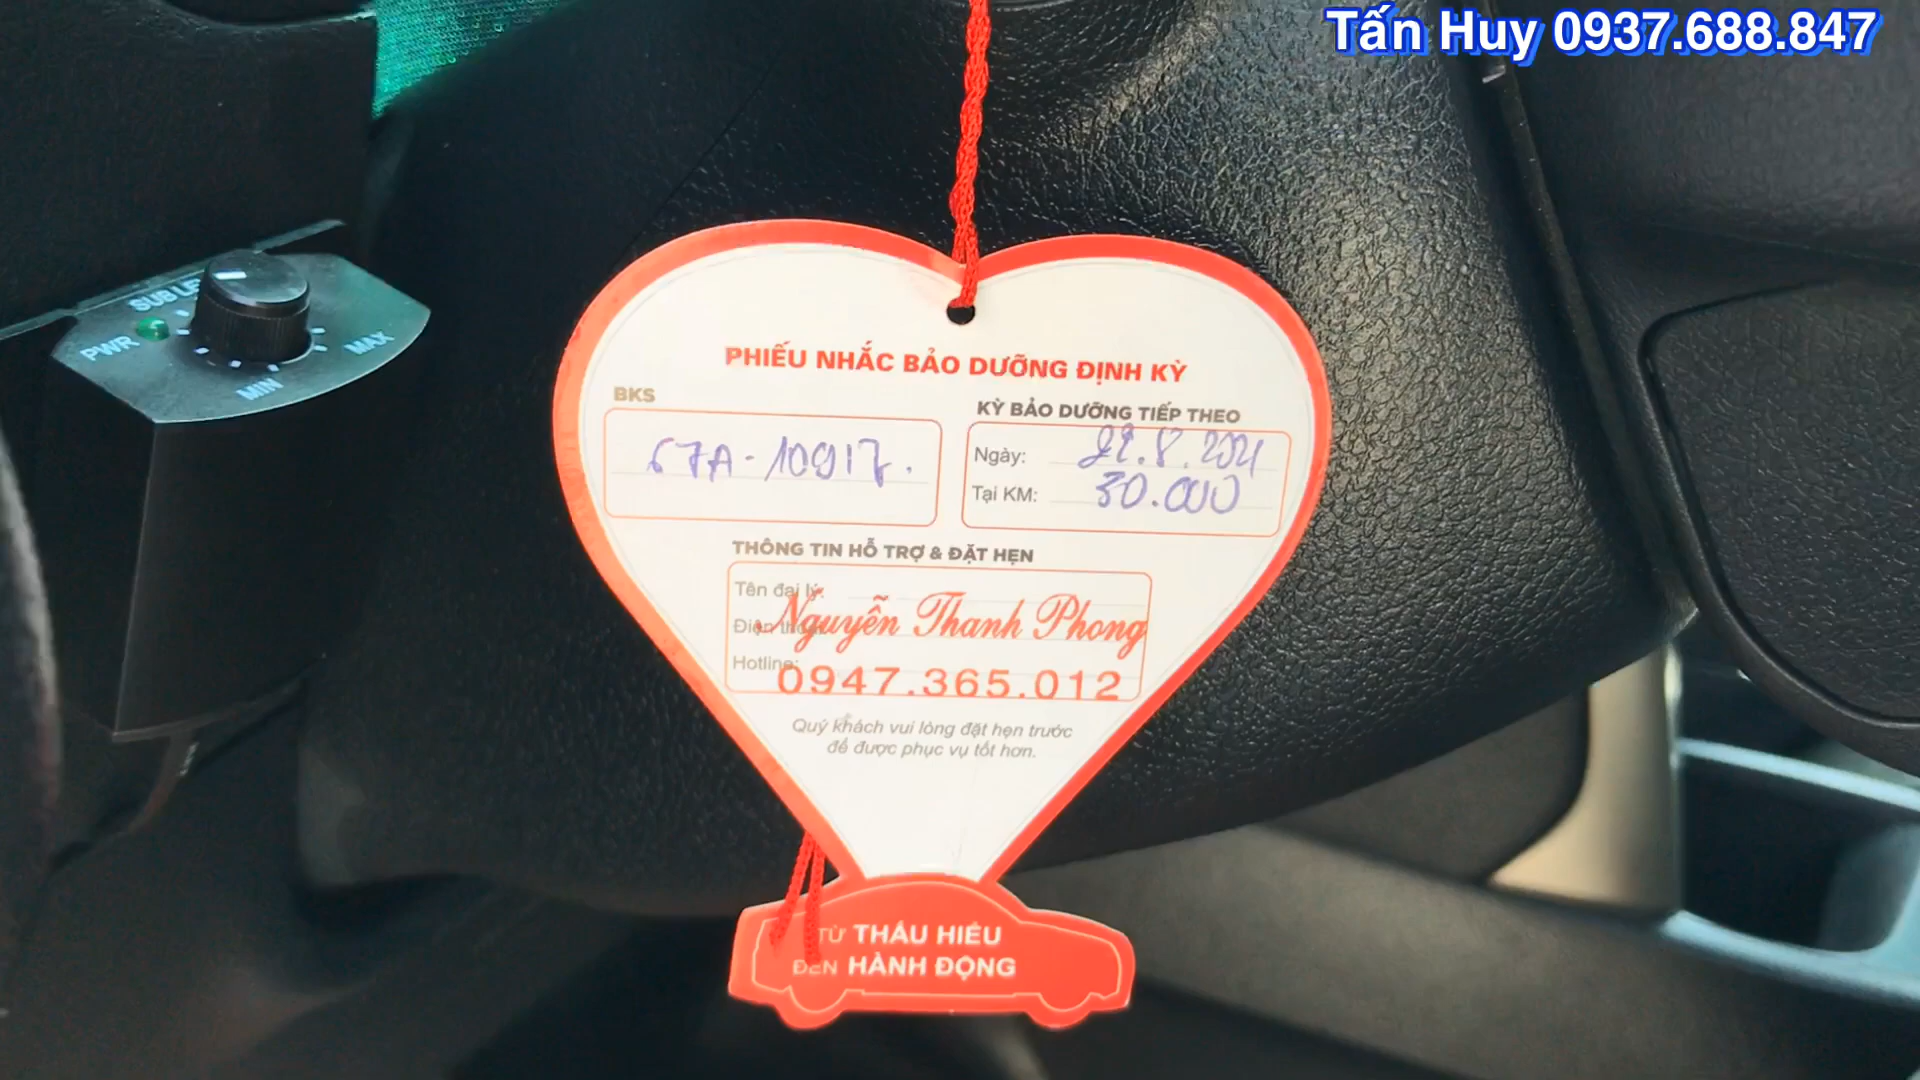 Tấn Huy 0937.688.847
PWR
MIN
MAX
PHIẾU NHẮC BẢO DƯỠNG ĐỊNH KỲ
BKS
67A-10917.
KỲ BẢO DƯỠNG TIẾP THEO
Ngày: 22.8.2021
Tại KM: 30.000
THÔNG TIN HỖ TRỢ & ĐẶT HẸN
Tên đại lý:
Nguyễn Thanh Phong
Hotline: 0947.365.012
Quý khách vui lòng đặt hẹn trước
để được phục vụ tốt hơn.
TỪ THẤU HIỂU
ĐẾN HÀNH ĐỘNG